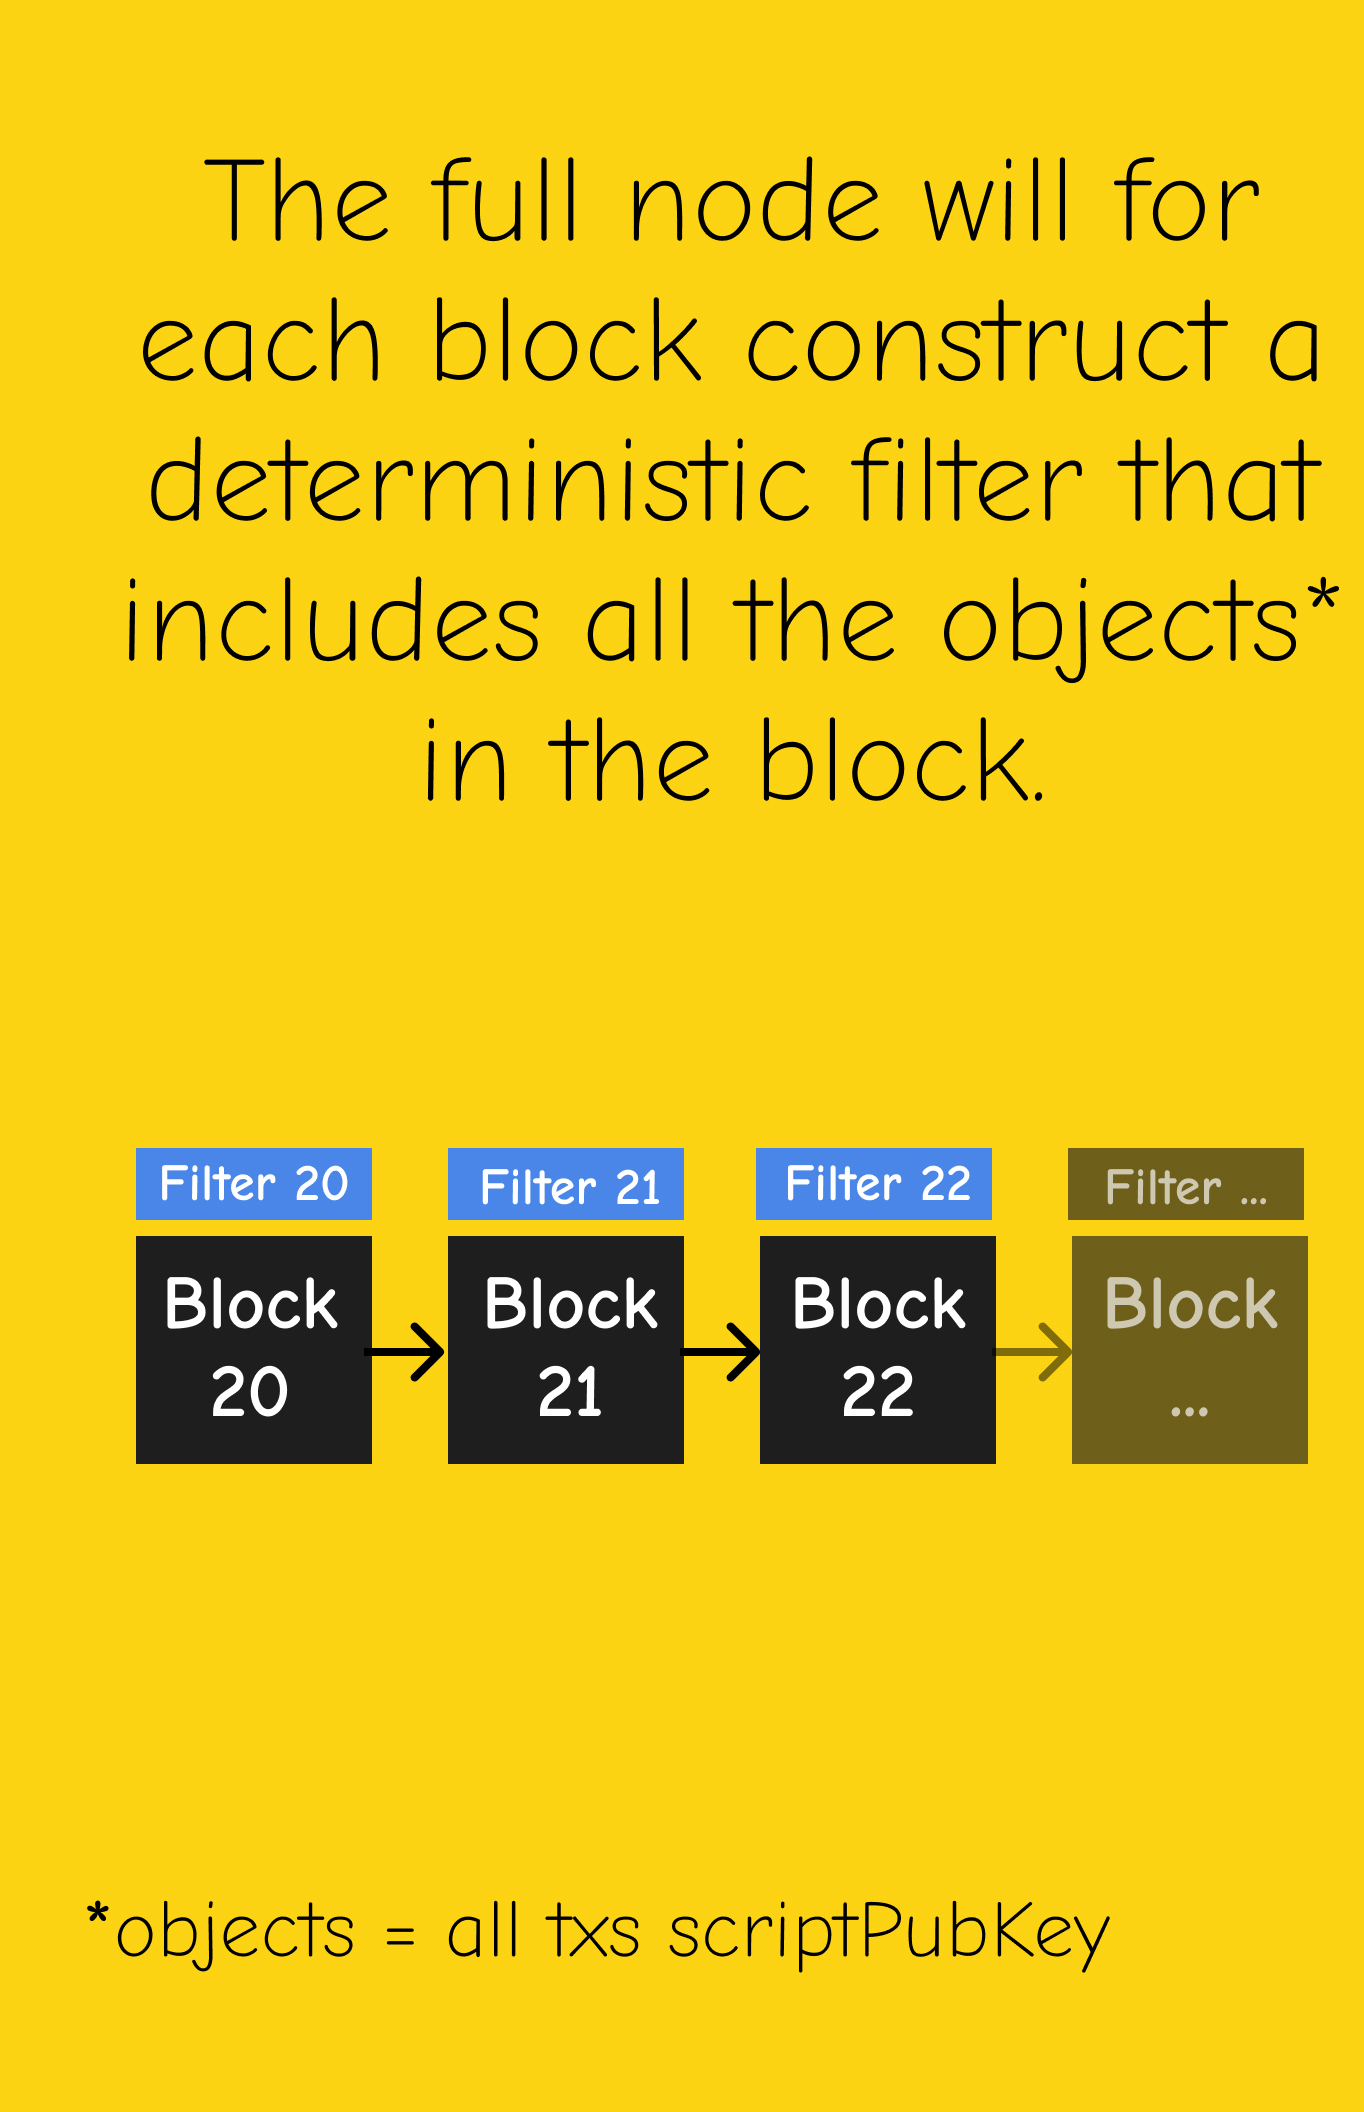 The full node will for
each block construct a
deterministic filter that
includes all the objects*
in the block.
Filter 20
Filter 21
Filter 22
Filter ...
Block
20
Block
21
Block
22
Block
...
*objects = all txs scriptPubKey